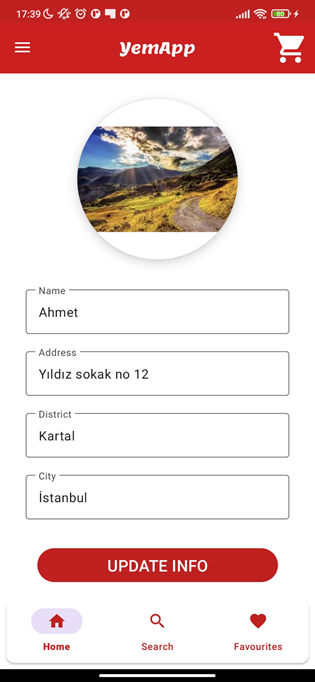 17:39
80
YemApp
Name
Ahmet
Address
Yıldız sokak no 12
District
Kartal
City
İstanbul
UPDATE INFO
Home
Search
Favourites